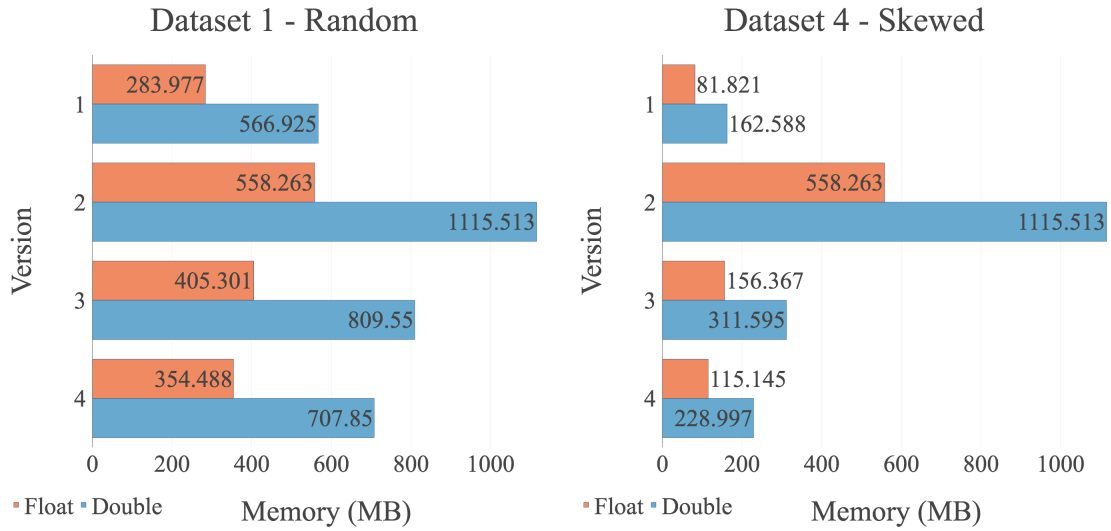 Dataset 1 - Random
Version
1
283.977
566.925
2
558.263
1115.513
3
405.301
809.55
4
354.488
707.85
0 200 400 600 800 1000
Float Double
Memory (MB)
Dataset 4 - Skewed
Version
1
81.821
162.588
2
558.263
1115.513
3
156.367
311.595
4
115.145
228.997
0 200 400 600 800 1000
Float Double
Memory (MB)